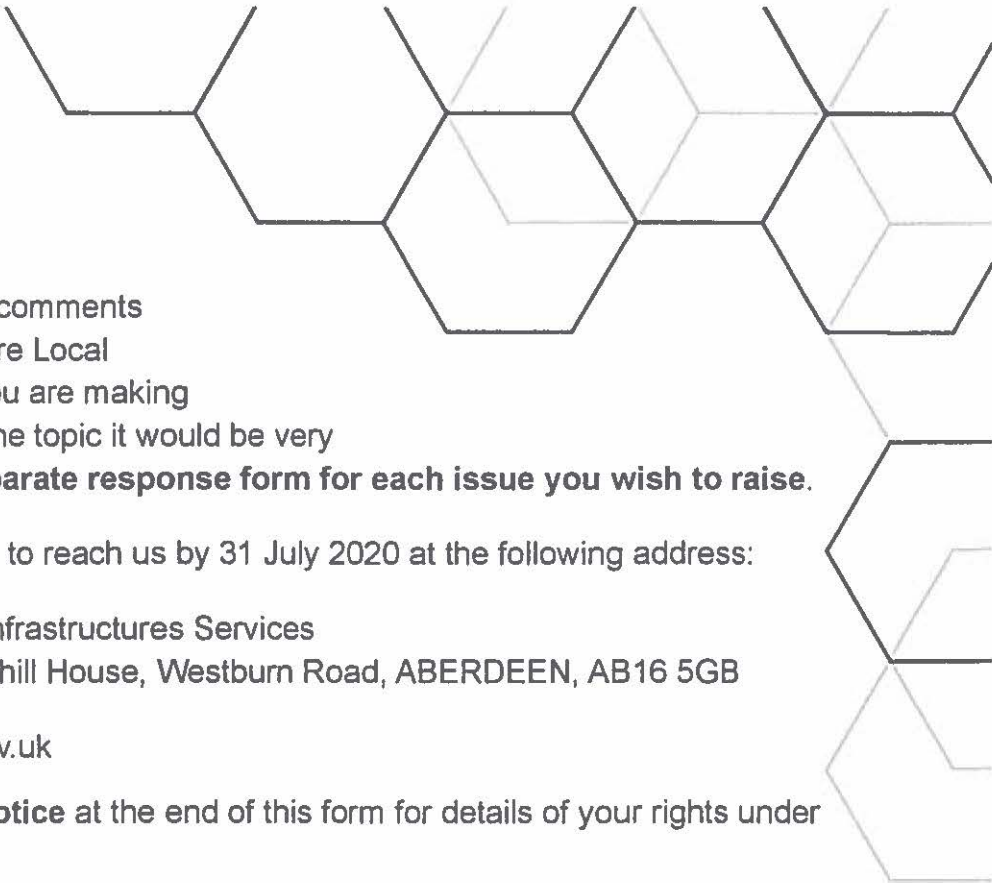 comments
re Local
u are making
ne topic it would be very
parate response form for each issue you wish to raise.
to reach us by 31 July 2020 at the following address:
nfrastructures Services
hill House, Westburn Road, ABERDEEN, AB16 5GB
v.uk
otice at the end of this form for details of your rights under